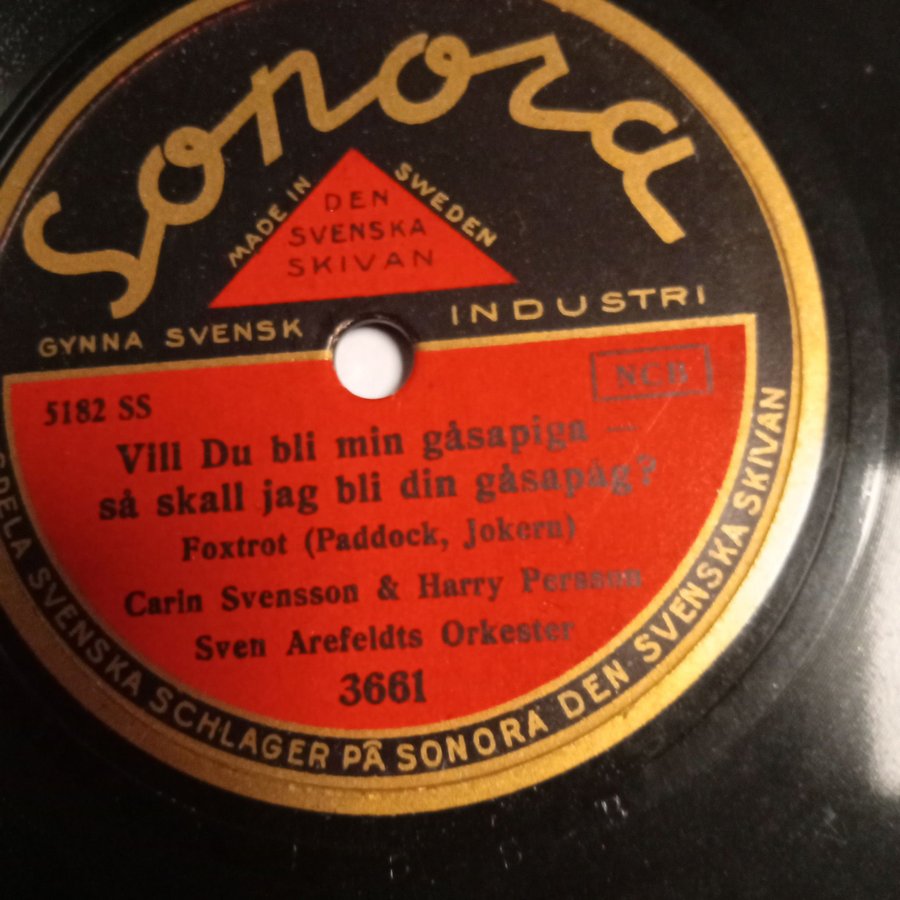 Sonora
MADE IN SWEDEN
DEN
SVENSKA
SKIVAN
GYNNA SVENSK INDUSTRI
5182 SS
NCB
Vill Du bli min gåsapiga —
så skall jag bli din gåsapåg?
Foxtrot (Paddock, Jokern)
Carin Svensson & Harry Persson
Sven Arefeldts Orkester
3661
SVENSKA SCHLAGER PÅ SONORA DEN SVENSKA SKIVAN